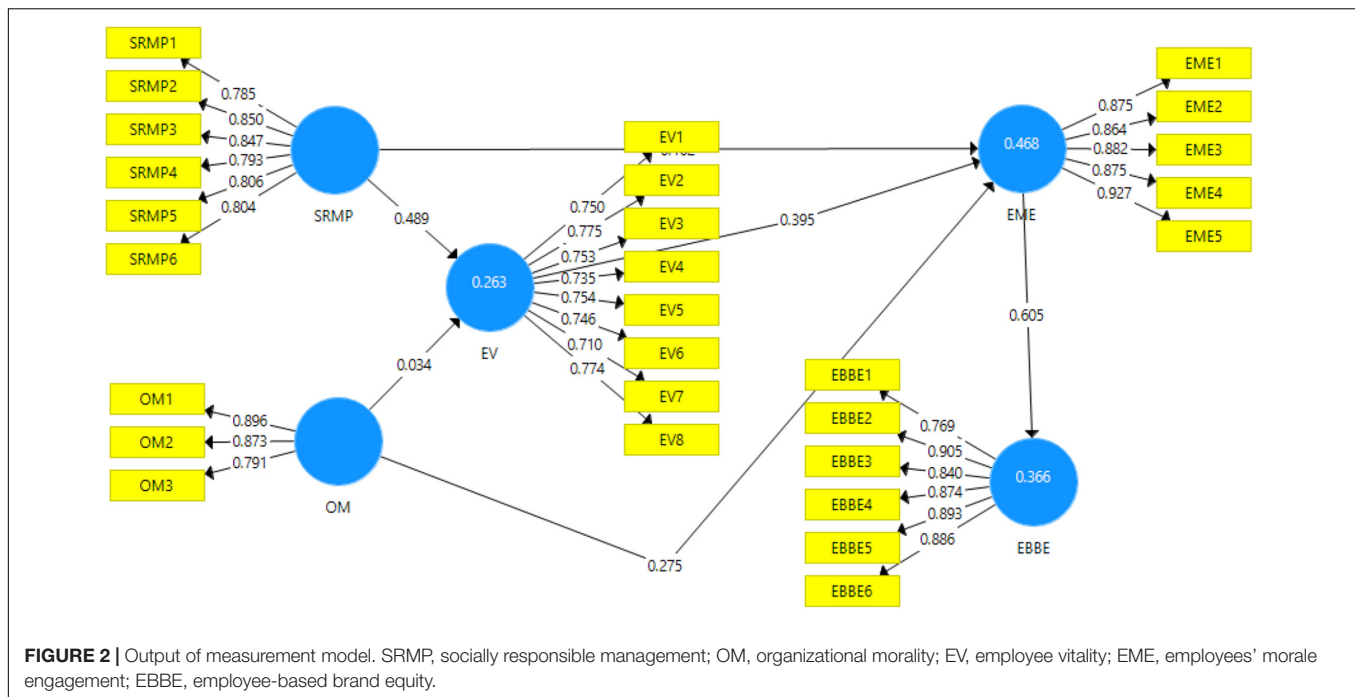 SRMP1
SRMP2
SRMP3
SRMP4
SRMP5
SRMP6
0.785
0.850
0.847
0.793
0.806
0.804
SRMP
0.489
OM1
OM2
OM3
0.896
0.873
0.791
OM
0.034
0.263
EV
0.750
0.775
0.753
0.735
0.754
0.746
0.710
0.774
EV1
EV2
EV3
EV4
EV5
EV6
EV7
EV8
0.395
0.275
0.468
EME
0.875
0.864
0.882
0.875
0.927
EME1
EME2
EME3
EME4
EME5
0.605
EBBE1
EBBE2
EBBE3
EBBE4
EBBE5
EBBE6
0.769
0.905
0.840
0.874
0.893
0.886
0.366
EBBE
FIGURE 2 | Output of measurement model. SRMP, socially responsible management; OM, organizational morality; EV, employee vitality; EME, employees' morale
engagement; EBBE, employee-based brand equity.